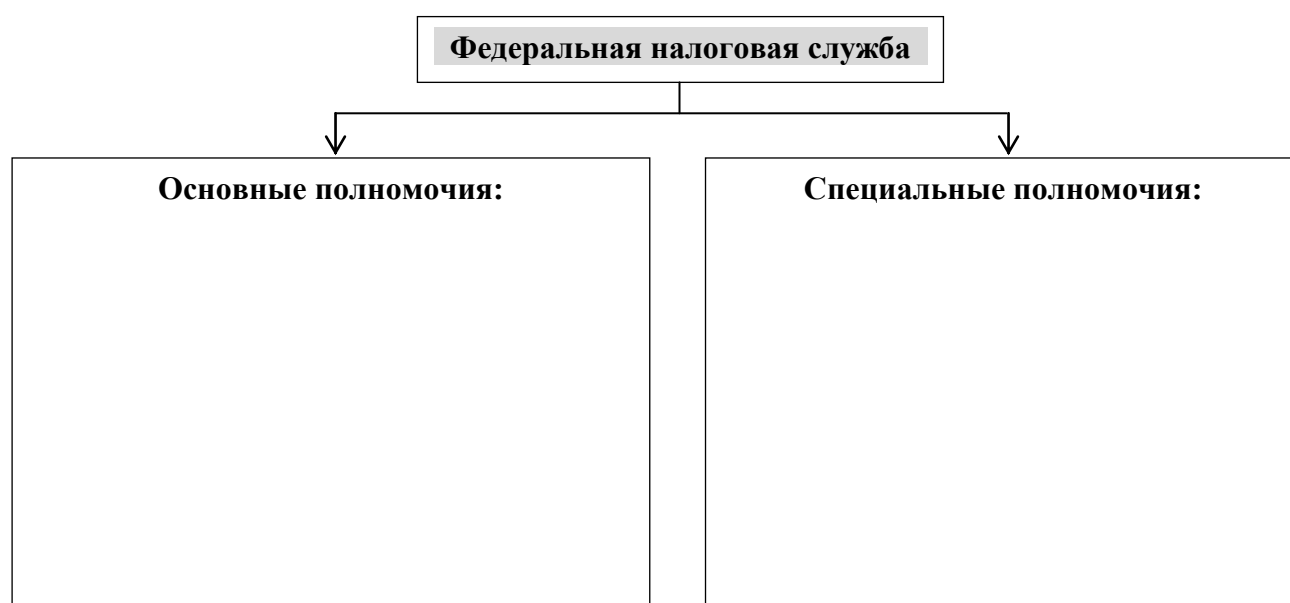 Федеральная налоговая служба
Основные полномочия:
Специальные полномочия: